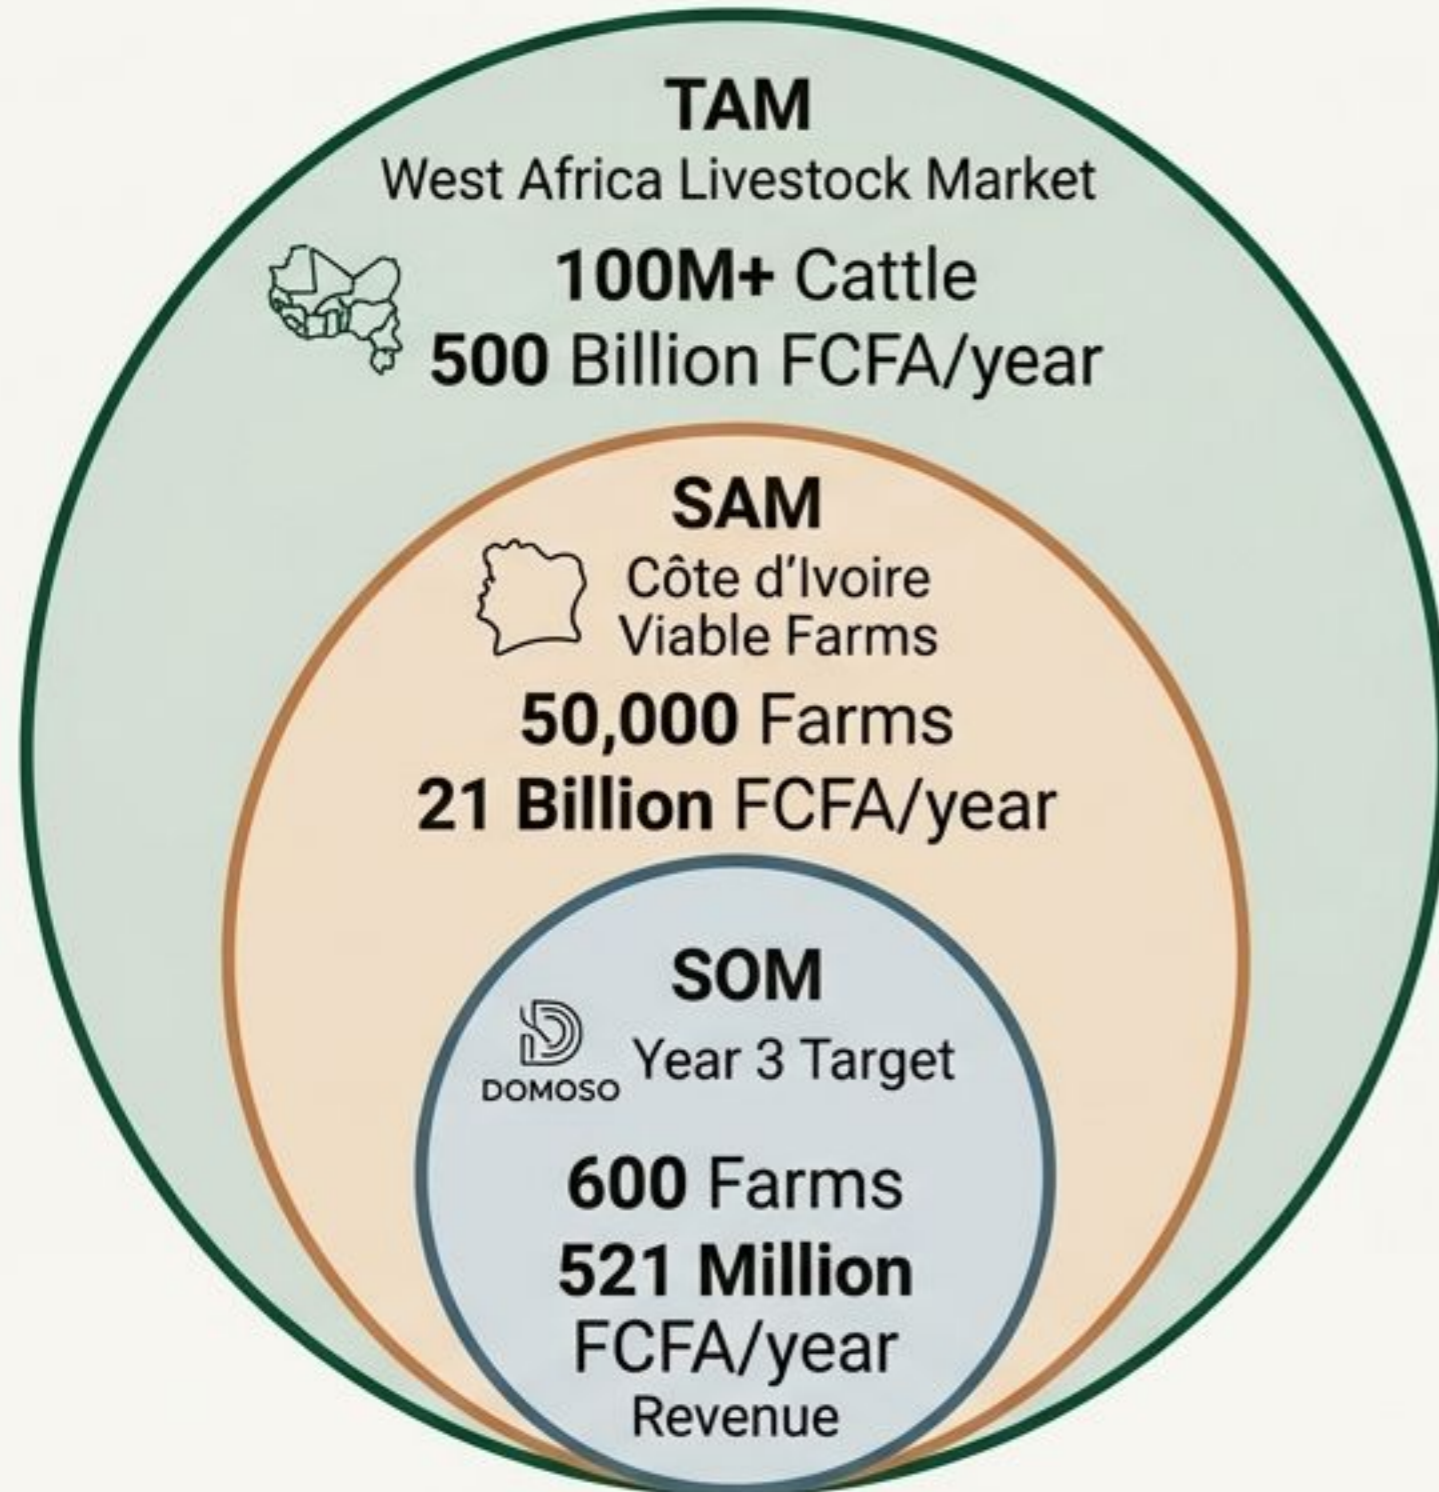 TAM
West Africa Livestock Market
100M+ Cattle
500 Billion FCFA/year
SAM
Côte d’Ivoire
Viable Farms
50,000 Farms
21 Billion FCFA/year
SOM
DOMOSO
Year 3 Target
600 Farms
521 Million
FCFA/year
Revenue